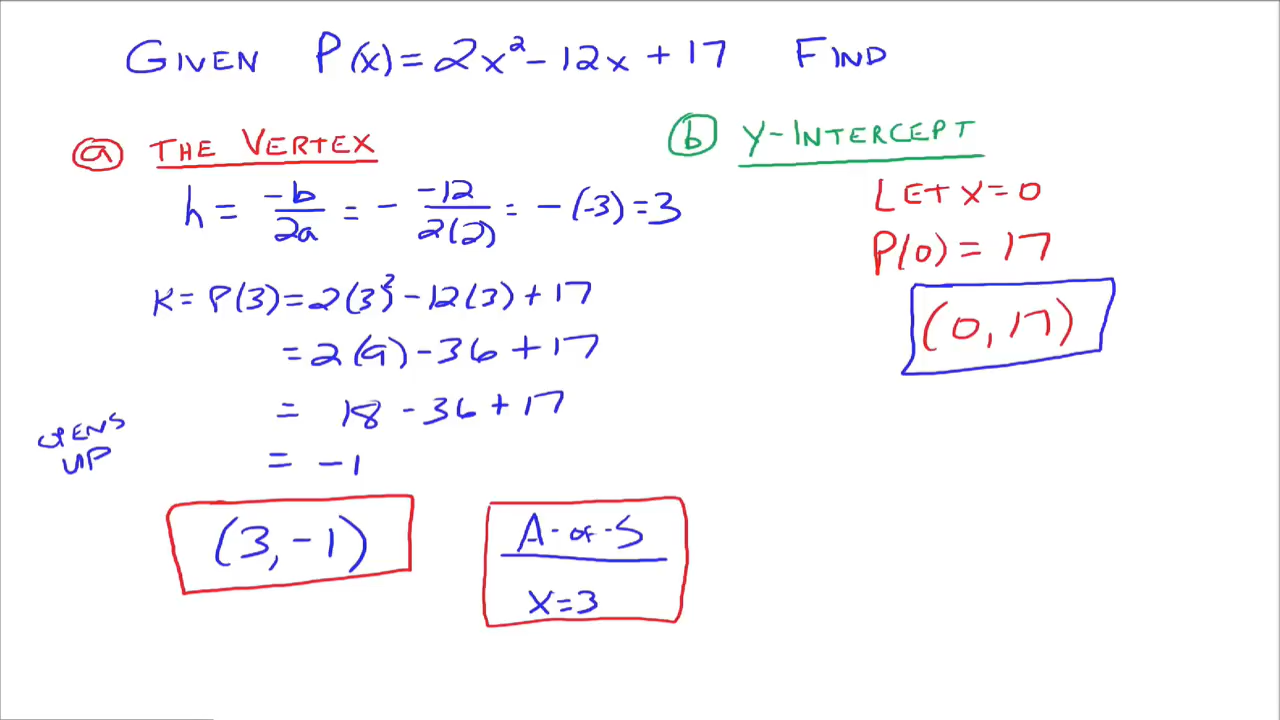 GIVEN P(x) = 2x² - 12x + 17 FIND
ⓐ THE VERTEX
h = -b/2a = - -12/2(2) = -(-3) = 3
K = P(3) = 2(3)² - 12(3) + 17
= 2(9) - 36 + 17
= 18 - 36 + 17
= -1
OPENS
UP
(3, -1)
A-of-S
x = 3
ⓑ Y-INTERCEPT
LET x = 0
P(0) = 17
(0, 17)